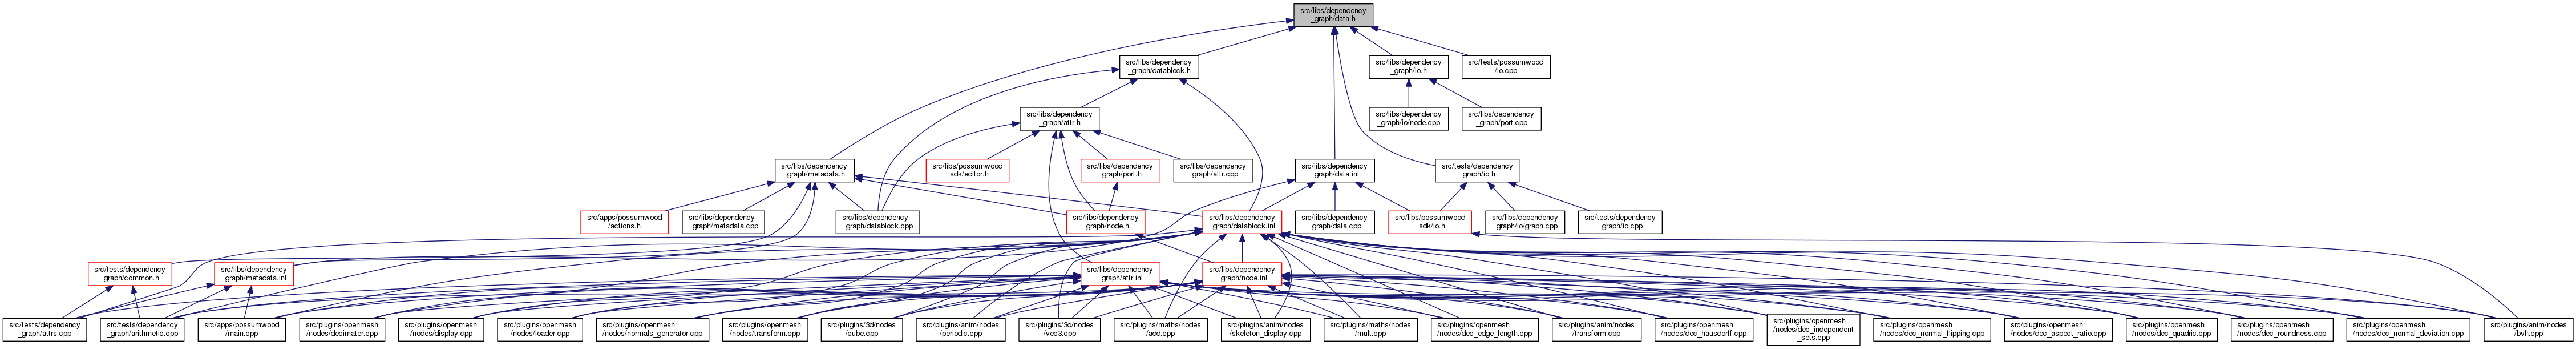 src/libs/dependency
_graph/data.h
src/libs/dependency
_graph/datablock.h
src/libs/dependency
_graph/io.h
src/tests/possumwood
/io.cpp
src/libs/dependency
_graph/attr.h
src/libs/dependency
_graph/io/node.cpp
src/libs/dependency
_graph/port.cpp
src/libs/dependency
_graph/metadata.h
src/libs/possumwood
_sdk/editor.h
src/libs/dependency
_graph/port.h
src/libs/dependency
_graph/attr.cpp
src/libs/dependency
_graph/data.inl
src/tests/dependency
_graph/io.h
src/apps/possumwood
/actions.h
src/libs/dependency
_graph/metadata.cpp
src/libs/dependency
_graph/datablock.cpp
src/libs/dependency
_graph/node.h
src/libs/dependency
_graph/datablock.inl
src/libs/dependency
_graph/data.cpp
src/libs/possumwood
_sdk/io.h
src/libs/dependency
_graph/io/graph.cpp
src/tests/dependency
_graph/io.cpp
src/tests/dependency
_graph/common.h
src/libs/dependency
_graph/metadata.inl
src/libs/dependency
_graph/attr.inl
src/libs/dependency
_graph/node.inl
src/tests/dependency
_graph/attrs.cpp
src/tests/dependency
_graph/arithmetic.cpp
src/apps/possumwood
/main.cpp
src/plugins/openmesh
/nodes/decimater.cpp
src/plugins/openmesh
/nodes/display.cpp
src/plugins/openmesh
/nodes/loader.cpp
src/plugins/openmesh
/nodes/normals_generator.cpp
src/plugins/openmesh
/nodes/transform.cpp
src/plugins/3d/nodes
/cube.cpp
src/plugins/anim/nodes
/periodic.cpp
src/plugins/3d/nodes
/vec3.cpp
src/plugins/maths/nodes
/add.cpp
src/plugins/anim/nodes
/skeleton_display.cpp
src/plugins/maths/nodes
/mult.cpp
src/plugins/openmesh
/nodes/dec_edge_length.cpp
src/plugins/anim/nodes
/transform.cpp
src/plugins/openmesh
/nodes/dec_hausdorff.cpp
src/plugins/openmesh
/nodes/dec_independent
_sets.cpp
src/plugins/openmesh
/nodes/dec_normal_flipping.cpp
src/plugins/openmesh
/nodes/dec_aspect_ratio.cpp
src/plugins/openmesh
/nodes/dec_quadric.cpp
src/plugins/openmesh
/nodes/dec_roundness.cpp
src/plugins/openmesh
/nodes/dec_normal_deviation.cpp
src/plugins/anim/nodes
/bvh.cpp